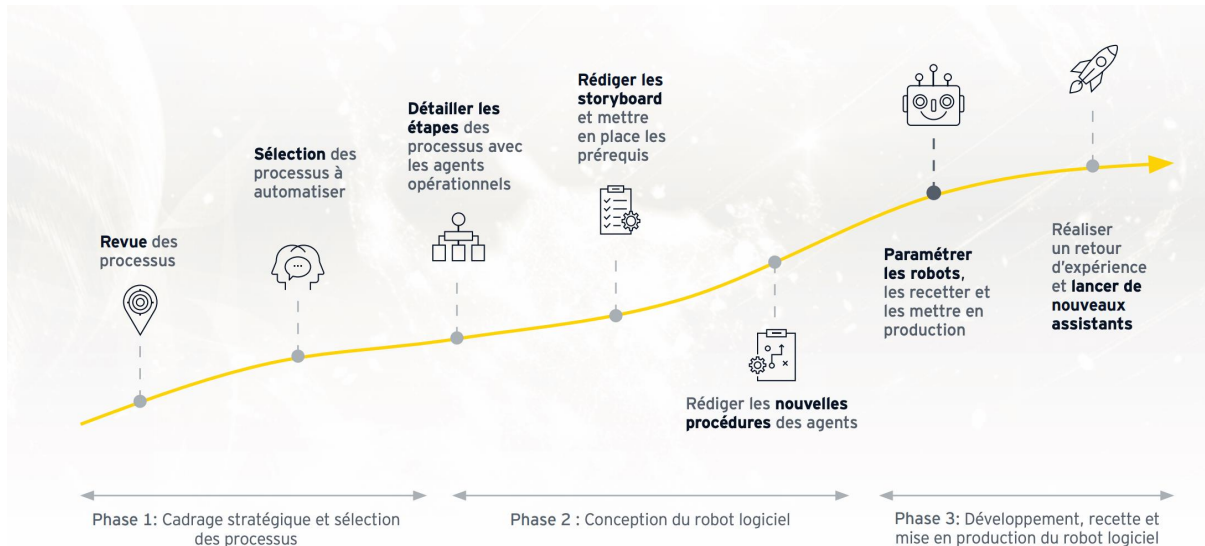 Revue des
processus
Sélection des
processus à
automatiser
Détailler les
étapes des
processus avec
les agents
opérationnels
Rédiger les
storyboard
et mettre
en place les
prérequis
Rédiger les nouvelles
procédures des agents
Paramétrer
les robots,
les recetter et
les mettre en
production
Réaliser
un retour
d'expérience
et lancer de
nouveaux
assistants
Phase 1: Cadrage stratégique et sélection
des processus
Phase 2 : Conception du robot logiciel
Phase 3: Développement, recette et
mise en production du robot logiciel